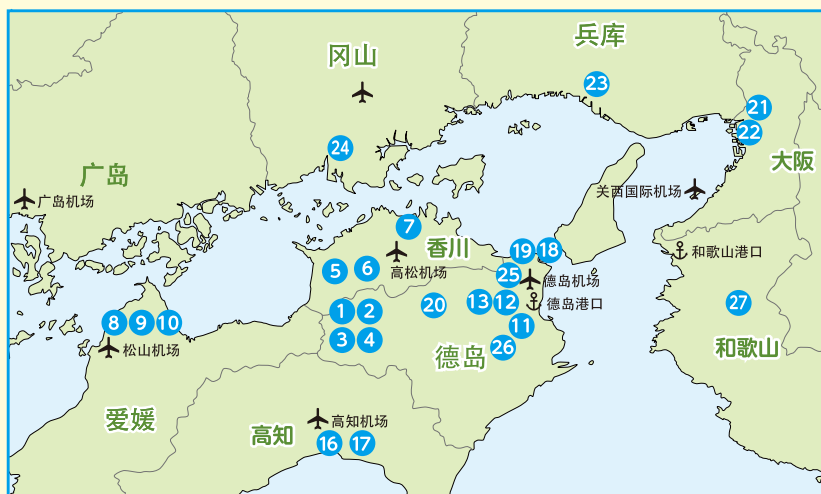 兵库
冈山
23
21
22
24
大阪
广岛
关西国际机场
广岛机场
7
香川
19
18
和歌山港口
5
6
高松机场
25
德岛机场
1
2
20
13
12
德岛港口
27
8
9
10
11
3
4
松山机场
26
德岛
和歌山
爱媛
高知机场
高知
16
17